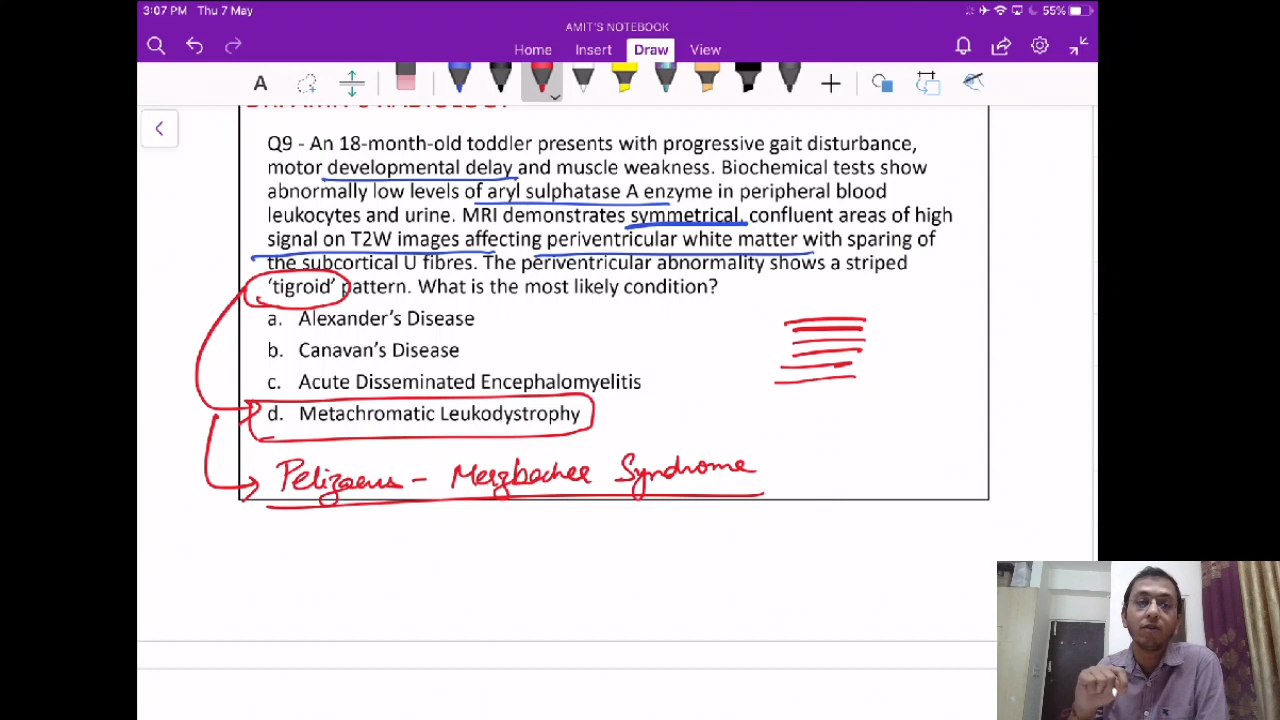 3:07 PM Thu 7 May
55%
AMIT'S NOTEBOOK
Home Insert Draw View
A
Q9 - An 18-month-old toddler presents with progressive gait disturbance,
motor developmental delay and muscle weakness. Biochemical tests show
abnormally low levels of aryl sulphatase A enzyme in peripheral blood
leukocytes and urine. MRI demonstrates symmetrical, confluent areas of high
signal on T2W images affecting periventricular white matter with sparing of
the subcortical U fibres. The periventricular abnormality shows a striped
‘tigroid’ pattern. What is the most likely condition?
a. Alexander’s Disease
b. Canavan’s Disease
c. Acute Disseminated Encephalomyelitis
d. Metachromatic Leukodystrophy
Pelizaeus - Merzbacher Syndrome